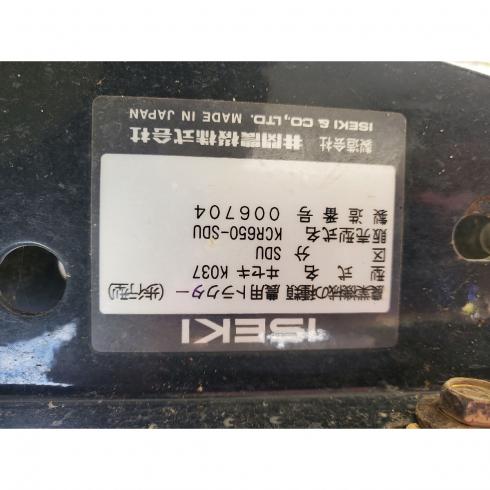 ISEKI
農業機械の種類 農用トラクター (歩行型)
型式名 ヰセキ K037
区分 SDU
販売型式名 KCR650-SDU
製造番号 006704
製造会社 井関農機株式会社
ISEKI & CO.,LTD. MADE IN JAPAN